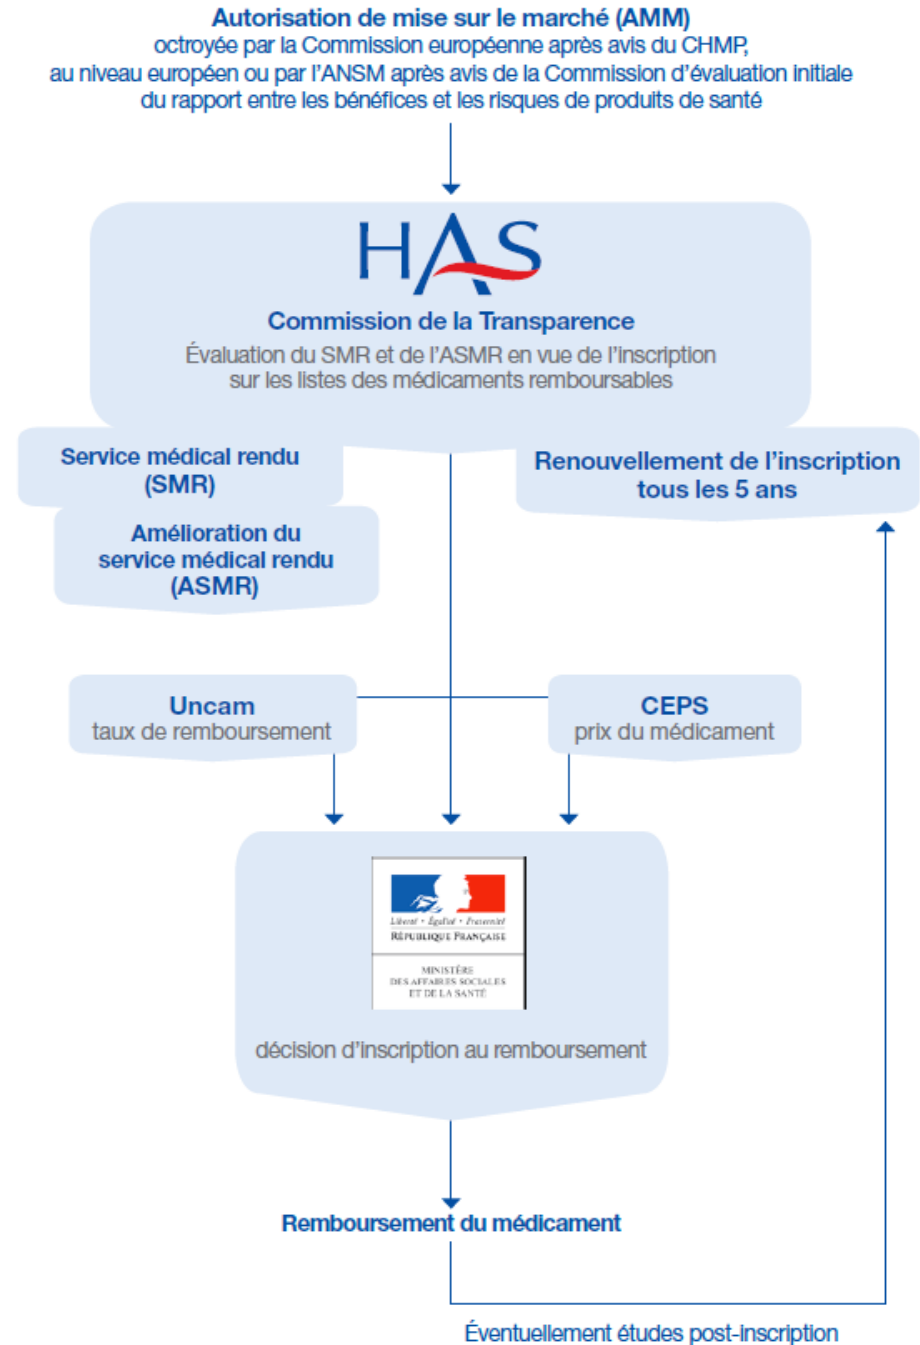 Autorisation de mise sur le marché (AMM)
octroyée par la Commission européenne après avis du CHMP,
au niveau européen ou par l'ANSM après avis de la Commission d'évaluation initiale
du rapport entre les bénéfices et les risques de produits de santé
HAS
Commission de la Transparence
Évaluation du SMR et de l'ASMR en vue de l'inscription
sur les listes des médicaments remboursables
Service médical rendu
(SMR)
Amélioration du
service médical rendu
(ASMR)
Renouvellement de l'inscription
tous les 5 ans
Uncam
taux de remboursement
CEPS
prix du médicament
Liberté • Égalité • Fraternité
RÉPUBLIQUE FRANÇAISE
MINISTÈRE
DES AFFAIRES SOCIALES
ET DE LA SANTÉ
décision d'inscription au remboursement
Remboursement du médicament
Éventuellement études post-inscription